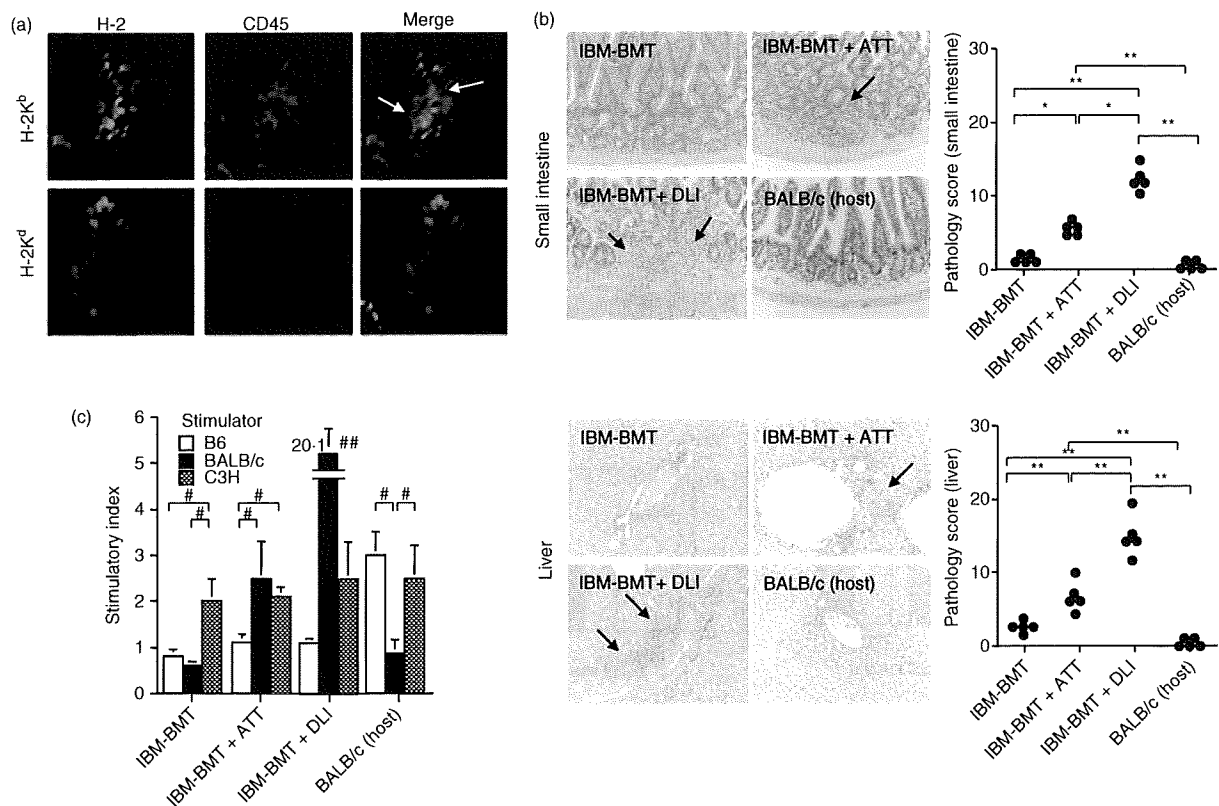 (a)
H-2
CD45
Merge
H-2Kb
H-2Kd
(b)
Small intestine
IBM-BMT
IBM-BMT + ATT
IBM-BMT + DLI
BALB/c (host)
Pathology score (small intestine)
30
20
10
0
**
**
*
*
**
IBM-BMT
IBM-BMT + ATT
IBM-BMT + DLI
BALB/c (host)
(c)
Stimulatory index
6
5
4
3
2
1
0
Stimulator
B6
BALB/c
C3H
20·1
##
#
#
#
#
#
#
IBM-BMT
IBM-BMT + ATT
IBM-BMT + DLI
BALB/c (host)
Liver
IBM-BMT
IBM-BMT + ATT
IBM-BMT + DLI
BALB/c (host)
Pathology score (liver)
30
20
10
0
**
**
**
**
**
IBM-BMT
IBM-BMT + ATT
IBM-BMT + DLI
BALB/c (host)